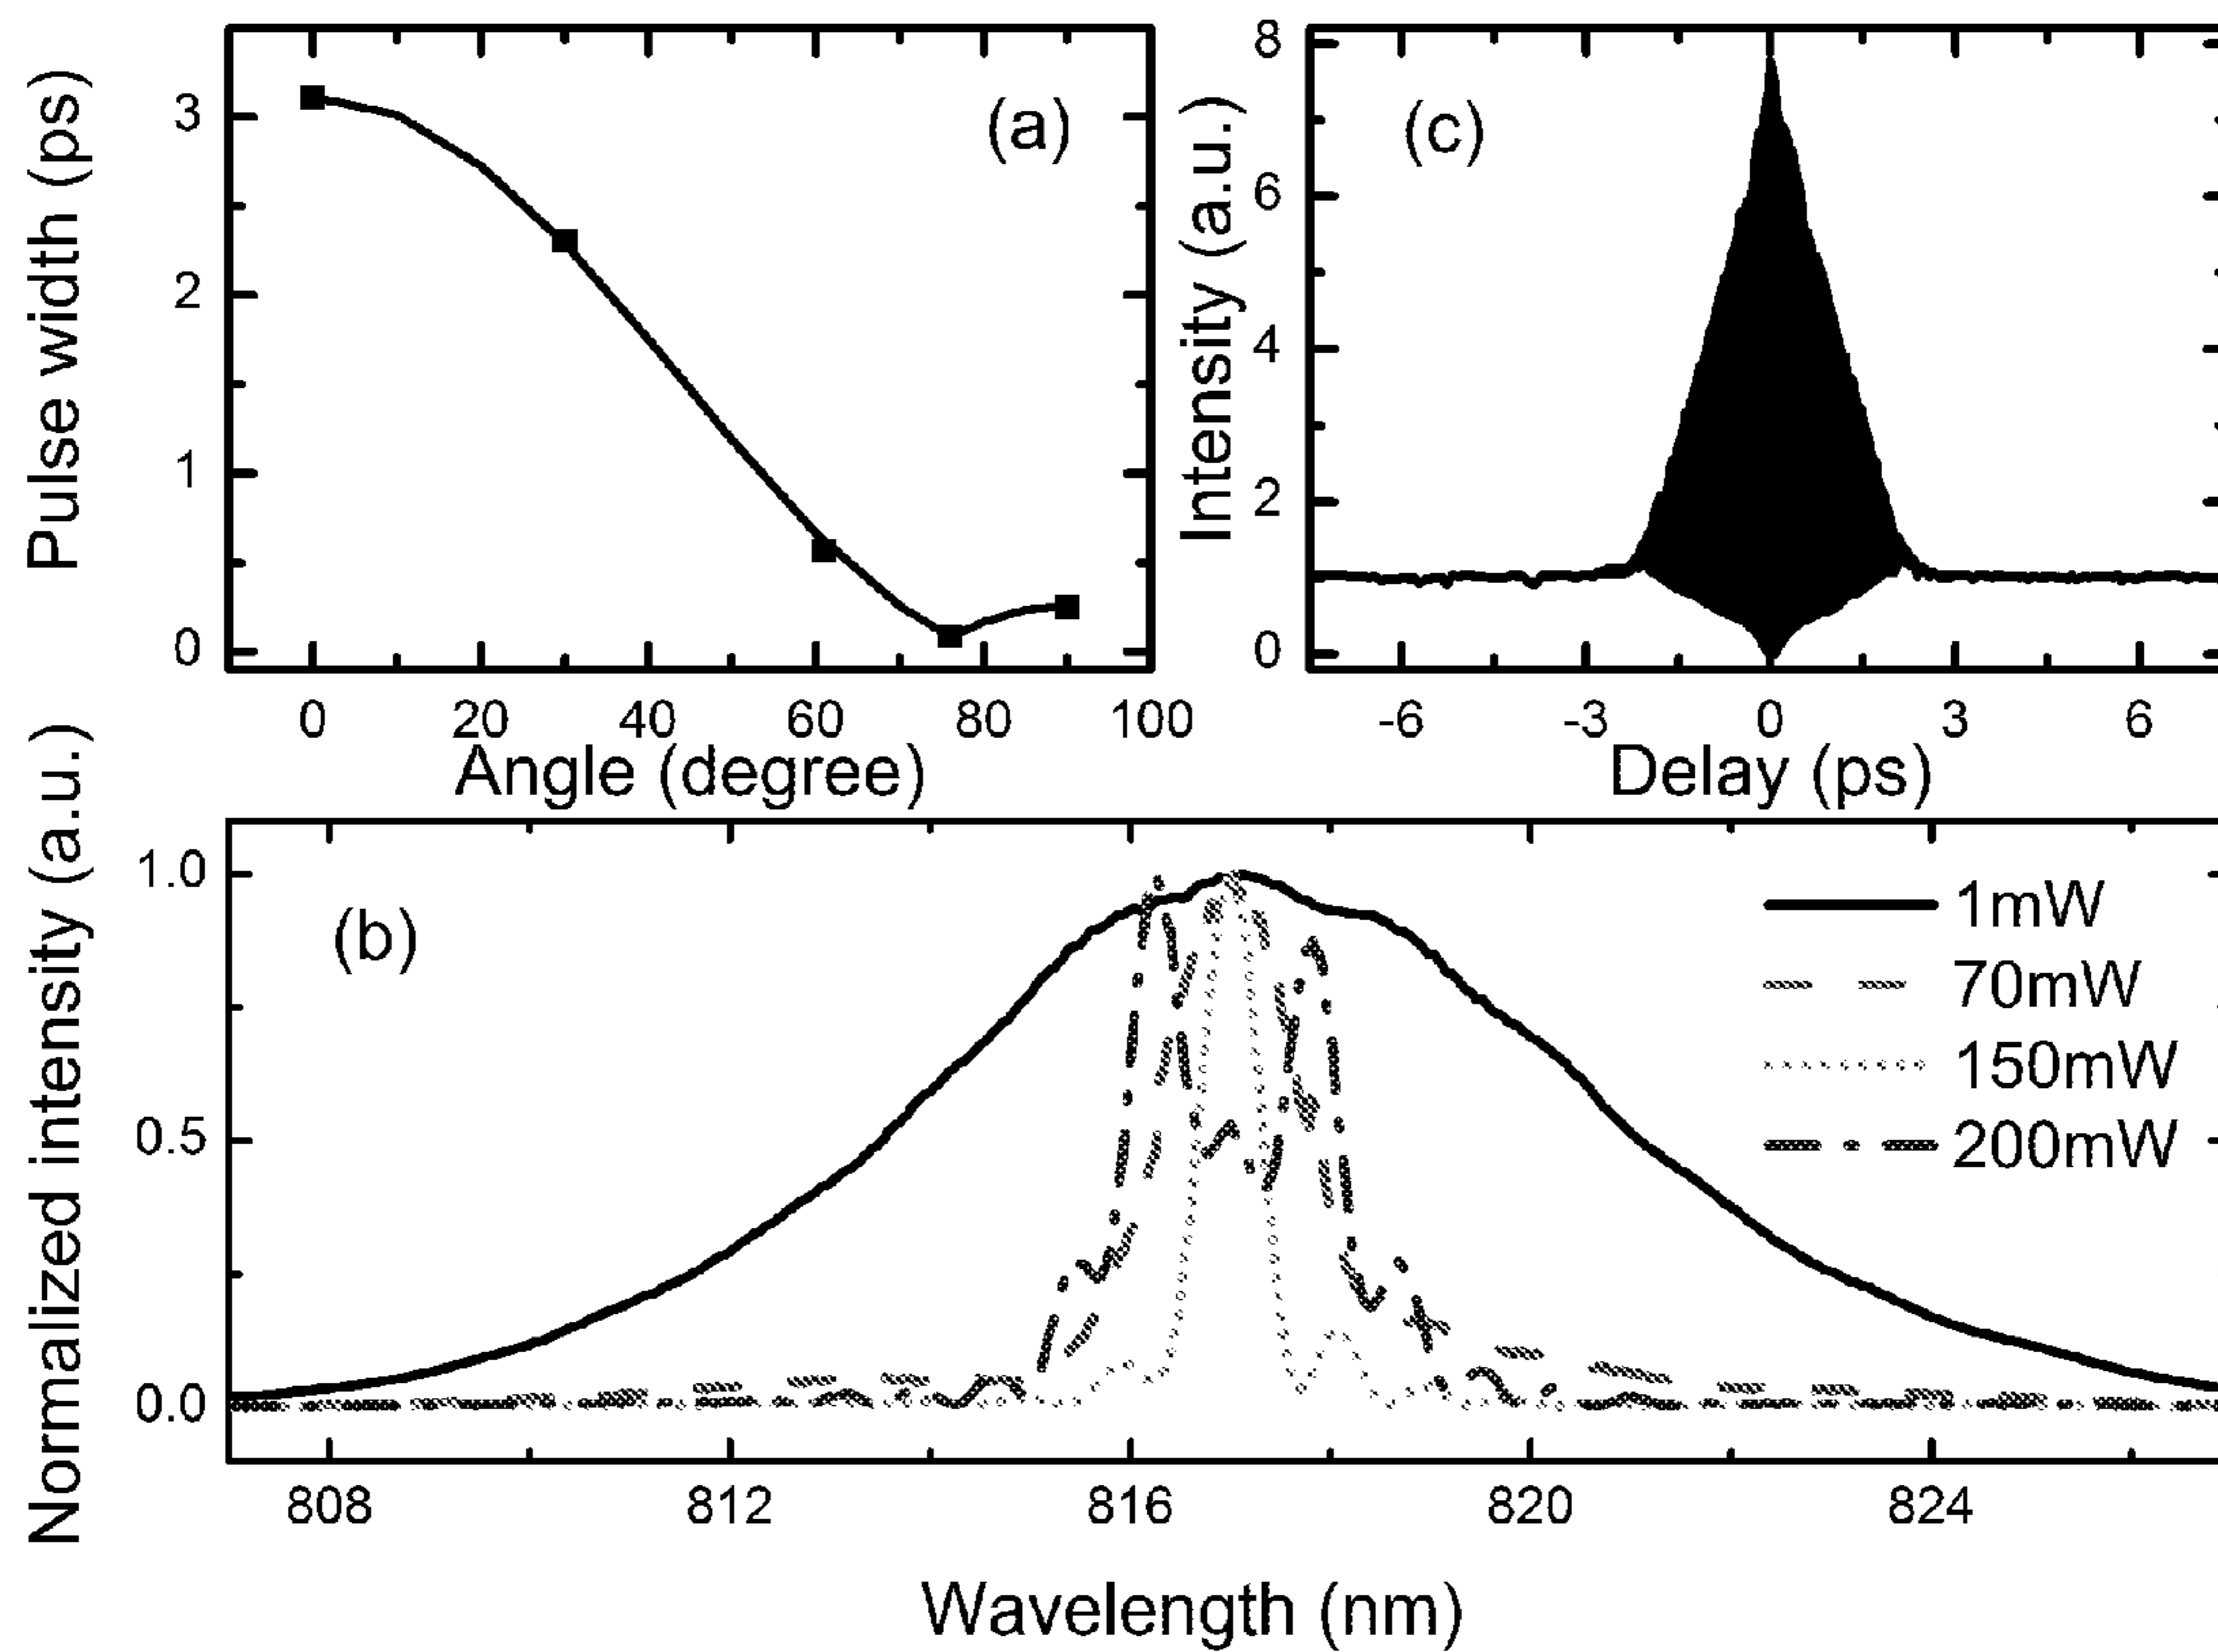 Pulse width (ps)
3
2
1
0
(a)
0 20 40 60 80 100
Angle (degree)
Intensity (a.u.)
8
6
4
2
0
(c)
-6 -3 0 3 6
Delay (ps)
Normalized intensity (a.u.)
1.0
0.5
0.0
(b)
1mW
70mW
150mW
200mW
808 812 816 820 824
Wavelength (nm)